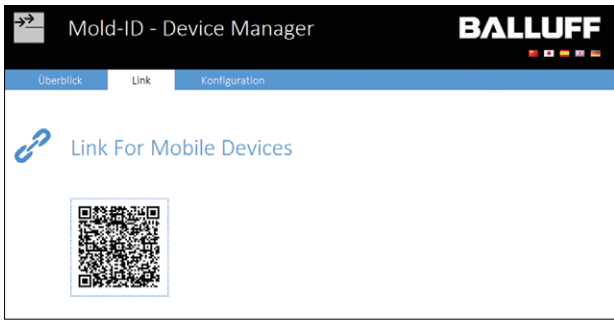 Mold-ID - Device Manager
BALLUFF
Überblick Link Konfiguration
Link For Mobile Devices